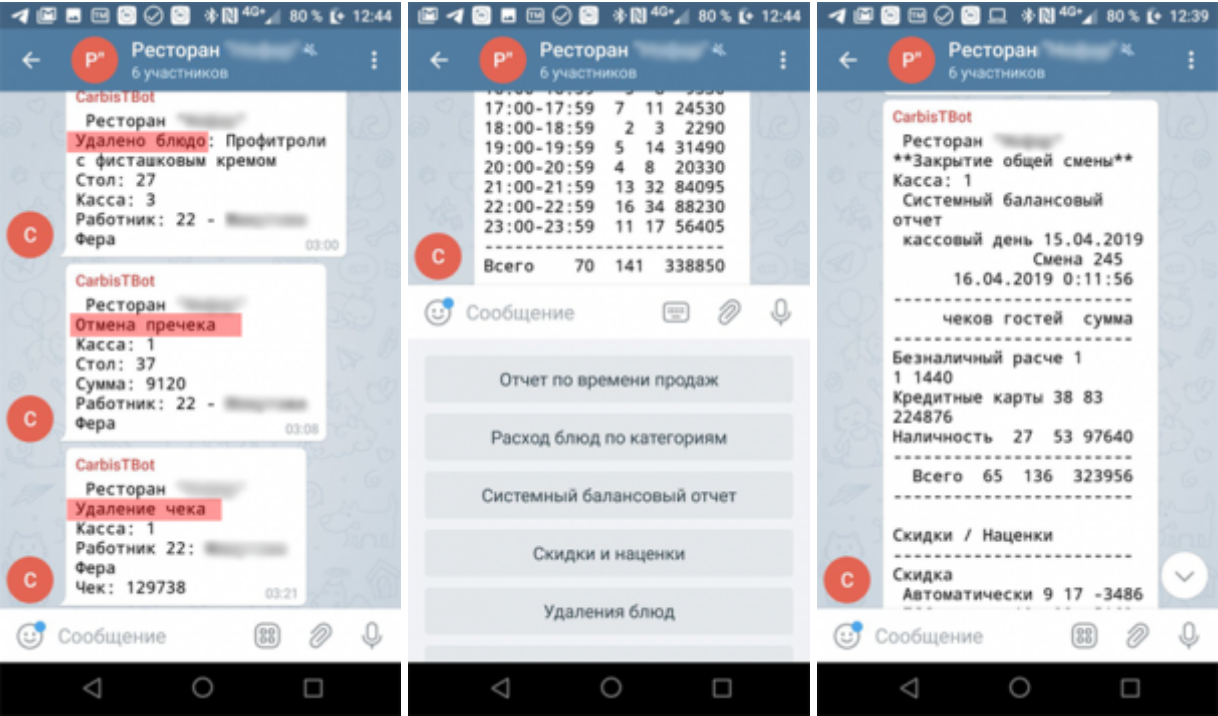 80 % 12:44
P"
Ресторан
6 участников
CarbisTBot
Ресторан
Удалено блюдо: Профитроли
с фисташковым кремом
Стол: 27
Касса: 3
Работник: 22 -
Фера
03:00
C
CarbisTBot
Ресторан
Отмена пречека
Касса: 1
Стол: 37
Сумма: 9120
Работник: 22 -
Фера
03:08
C
CarbisTBot
Ресторан
Удаление чека
Касса: 1
Работник 22:
Фера
Чек: 129738
03:21
C
Сообщение
4G+ 80 % 12:44
P"
Ресторан
6 участников
17:00-17:59 7 11 24530
18:00-18:59 2 3 2290
19:00-19:59 5 14 31490
20:00-20:59 4 8 20330
21:00-21:59 13 32 84095
22:00-22:59 16 34 88230
23:00-23:59 11 17 56405
------------------------
Всего 70 141 338850
C
Сообщение
Отчет по времени продаж
Расход блюд по категориям
Системный балансовый отчет
Скидки и наценки
Удаления блюд
4G+ 80 % 12:39
P"
Ресторан
6 участников
CarbisTBot
Ресторан
**Закрытие общей смены**
Касса: 1
Системный балансовый
отчет
кассовый день 15.04.2019
Смена 245
16.04.2019 0:11:56
------------------------
чеков гостей сумма
------------------------
Безналичный расче 1
1 1440
Кредитные карты 38 83
224876
Наличность 27 53 97640
------------------------
Всего 65 136 323956
------------------------
Скидки / Наценки
------------------------
Скидка
Автоматически 9 17 -3486
C
Сообщение